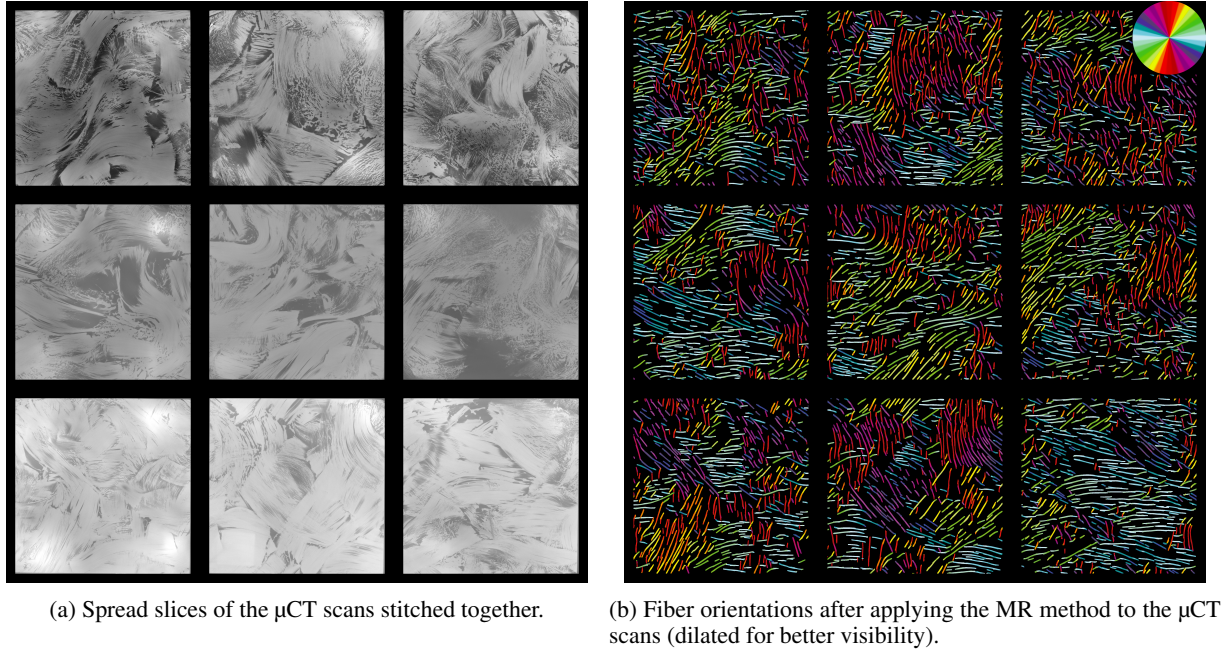 (a) Spread slices of the µCT scans stitched together.
(b) Fiber orientations after applying the MR method to the µCT
scans (dilated for better visibility).